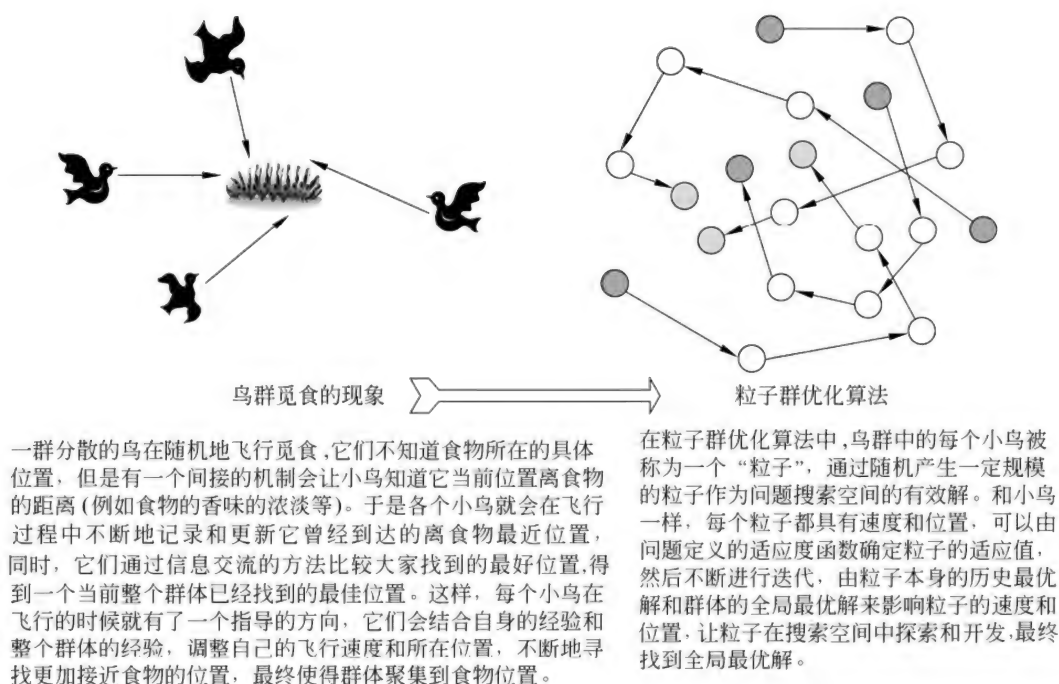 鸟群觅食的现象
粒子群优化算法
一群分散的鸟在随机地飞行觅食,它们不知道食物所在的具体
位置，但是有一个间接的机制会让小鸟知道它当前位置离食物
的距离(例如食物的香味的浓淡等)。于是各个小鸟就会在飞行
过程中不断地记录和更新它曾经到达的离食物最近位置，
同时，它们通过信息交流的方法比较大家找到的最好位置,得
到一个当前整个群体已经找到的最佳位置。这样，每个小鸟在
飞行的时候就有了一个指导的方向，它们会结合自身的经验和
整个群体的经验，调整自己的飞行速度和所在位置，不断地寻
找更加接近食物的位置，最终使得群体聚集到食物位置。
在粒子群优化算法中,鸟群中的每个小鸟被
称为一个“粒子”，通过随机产生一定规模
的粒子作为问题搜索空间的有效解。和小鸟
一样，每个粒子都具有速度和位置，可以由
问题定义的适应度函数确定粒子的适应值，
然后不断进行迭代，由粒子本身的历史最优
解和群体的全局最优解来影响粒子的速度和
位置,让粒子在搜索空间中探索和开发,最终
找到全局最优解。